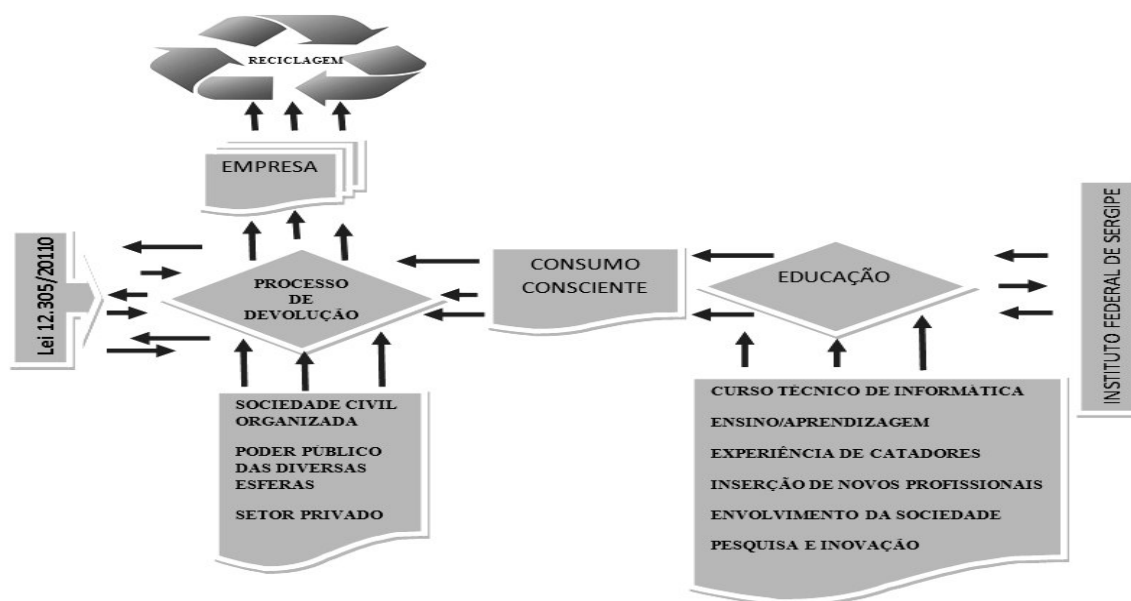 RECICLAGEM
EMPRESA
Lei 12.305/20110
PROCESSO
DE
DEVOLUÇÃO
CONSUMO
CONSCIENTE
EDUCAÇÃO
INSTITUTO FEDERAL DE SERGIPE
SOCIEDADE CIVIL
ORGANIZADA
PODER PÚBLICO
DAS DIVERSAS
ESFERAS
SETOR PRIVADO
CURSO TÉCNICO DE INFORMÀTICA
ENSINO/APRENDIZAGEM
EXPERIÊNCIA DE CATADORES
INSERÇÃO DE NOVOS PROFISSIONAIS
ENVOLVIMENTO DA SOCIEDADE
PESQUISA E INOVAÇÃO